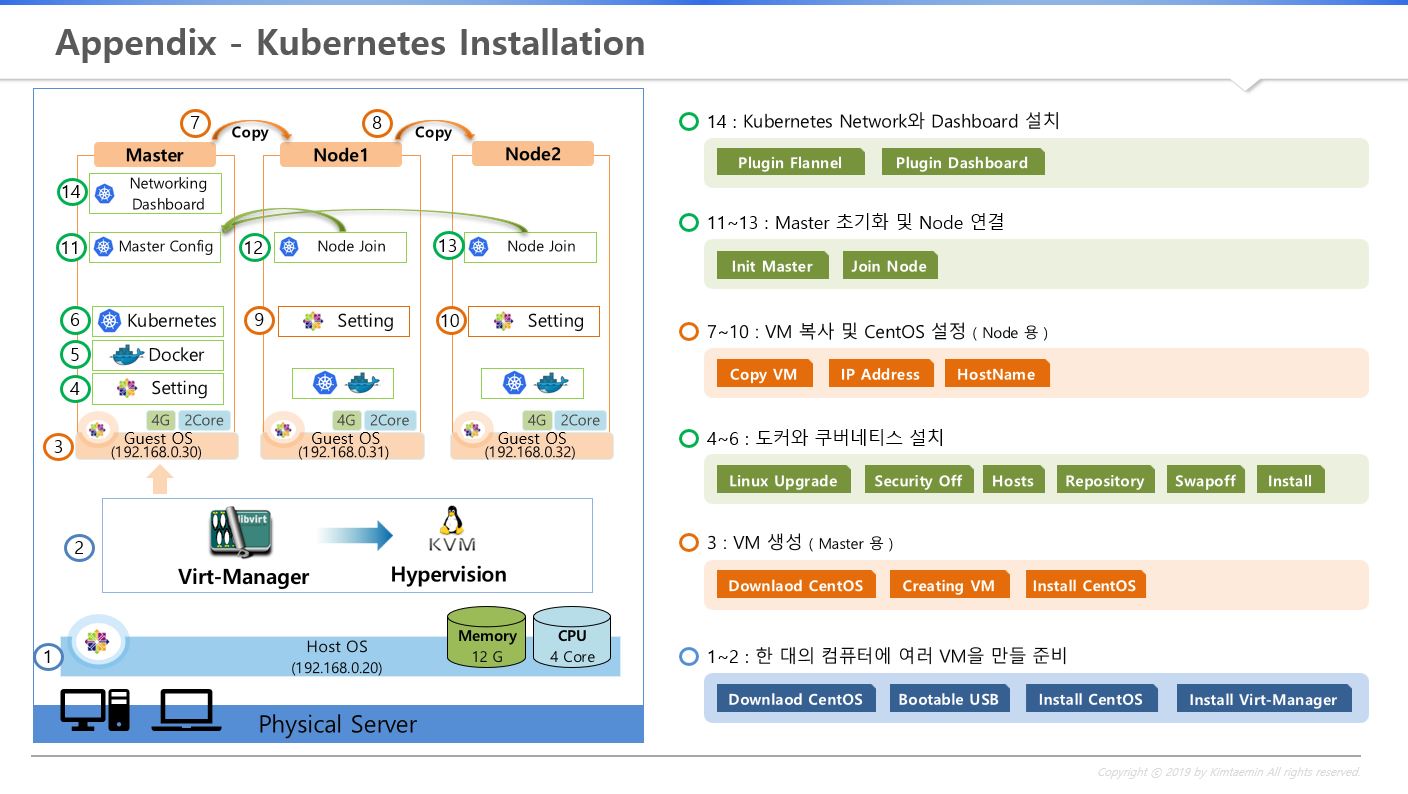 Appendix - Kubernetes Installation
7
Copy
8
Copy
Master
Node1
Node2
14
Networking
Dashboard
11
Master Config
12
Node Join
13
Node Join
6
Kubernetes
9
Setting
10
Setting
5
Docker
4
Setting
4G
2Core
4G
2Core
4G
2Core
3
Guest OS
(192.168.0.30)
Guest OS
(192.168.0.31)
Guest OS
(192.168.0.32)
2
libvirt
KVM
Virt-Manager
Hypervision
1
Host OS
(192.168.0.20)
Memory
12 G
CPU
4 Core
Physical Server
14 : Kubernetes Network와 Dashboard 설치
Plugin Flannel
Plugin Dashboard
11~13 : Master 초기화 및 Node 연결
Init Master
Join Node
7~10 : VM 복사 및 CentOS 설정 ( Node 용 )
Copy VM
IP Address
HostName
4~6 : 도커와 쿠버네티스 설치
Linux Upgrade
Security Off
Hosts
Repository
Swapoff
Install
3 : VM 생성 ( Master 용 )
Downlaod CentOS
Creating VM
Install CentOS
1~2 : 한 대의 컴퓨터에 여러 VM을 만들 준비
Downlaod CentOS
Bootable USB
Install CentOS
Install Virt-Manager
Copyright ⓒ 2019 by Kimtaemin All rights reserved.